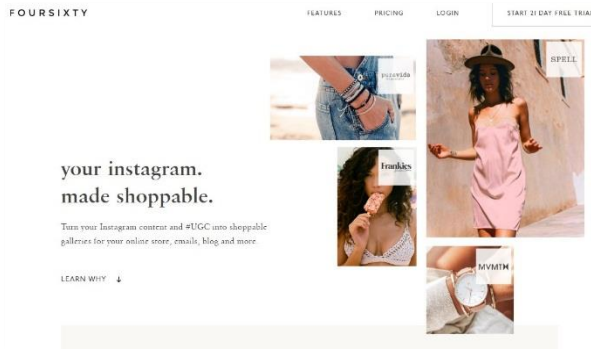 FOURSIXTY
FEATURES PRICING LOGIN START 21 DAY FREE TRIAL
puravida
SPELL
Frankies
your instagram.
made shoppable.
Turn your Instagram content and #UGC into shoppable
galleries for your online store, emails, blog and more.
MVMTH
LEARN WHY ↓